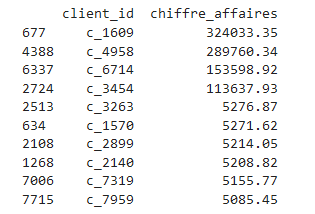 client_id chiffre_affaires
677 c_1609 324033.35
4388 c_4958 289760.34
6337 c_6714 153598.92
2724 c_3454 113637.93
2513 c_3263 5276.87
634 c_1570 5271.62
2108 c_2899 5214.05
1268 c_2140 5208.82
7006 c_7319 5155.77
7715 c_7959 5085.45